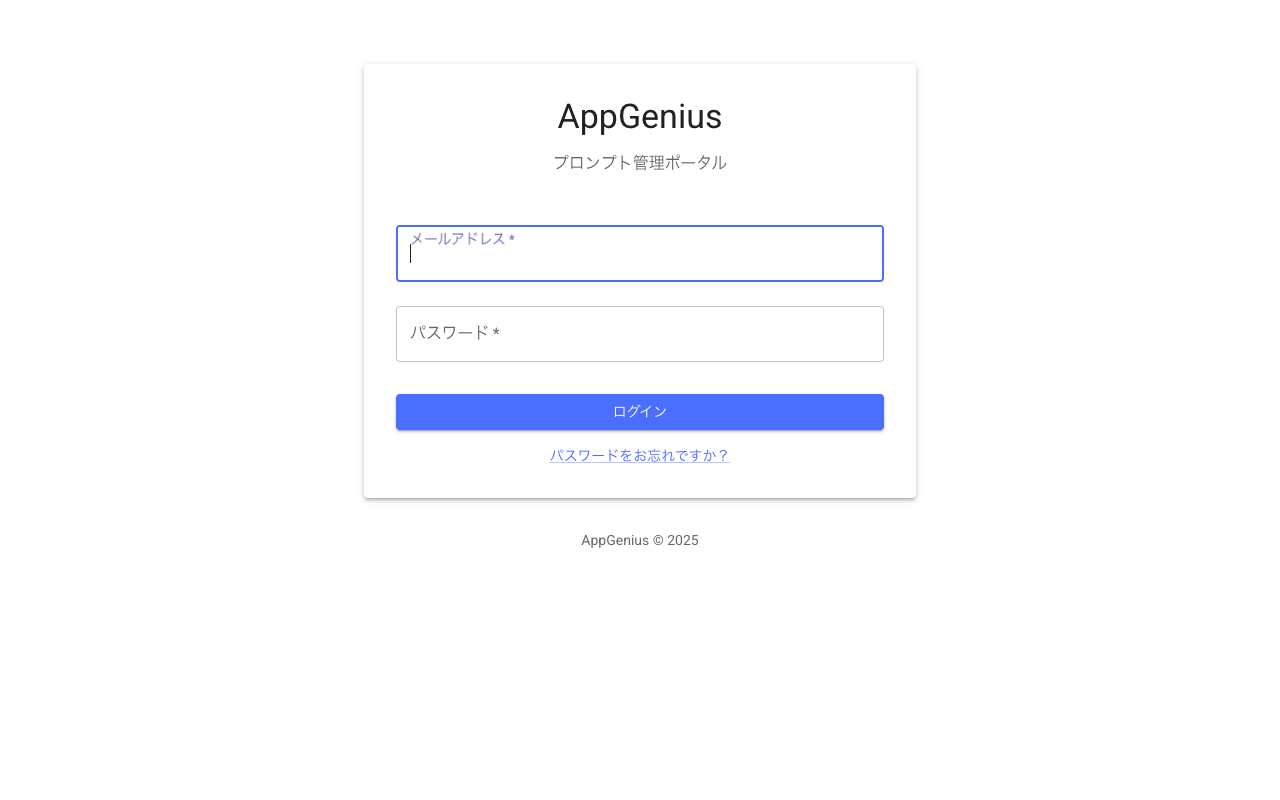 AppGenius
プロンプト管理ポータル
メールアドレス *
パスワード *
ログイン
パスワードをお忘れですか？
AppGenius © 2025